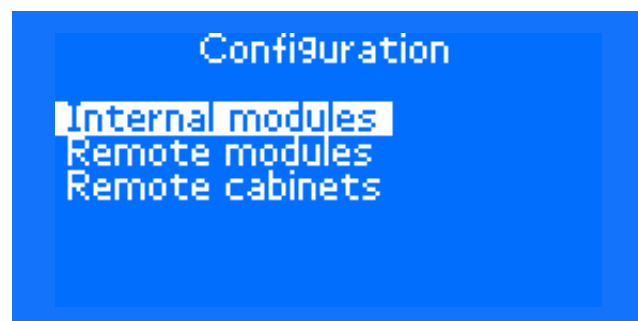 Configuration
Internal modules
Remote modules
Remote cabinets